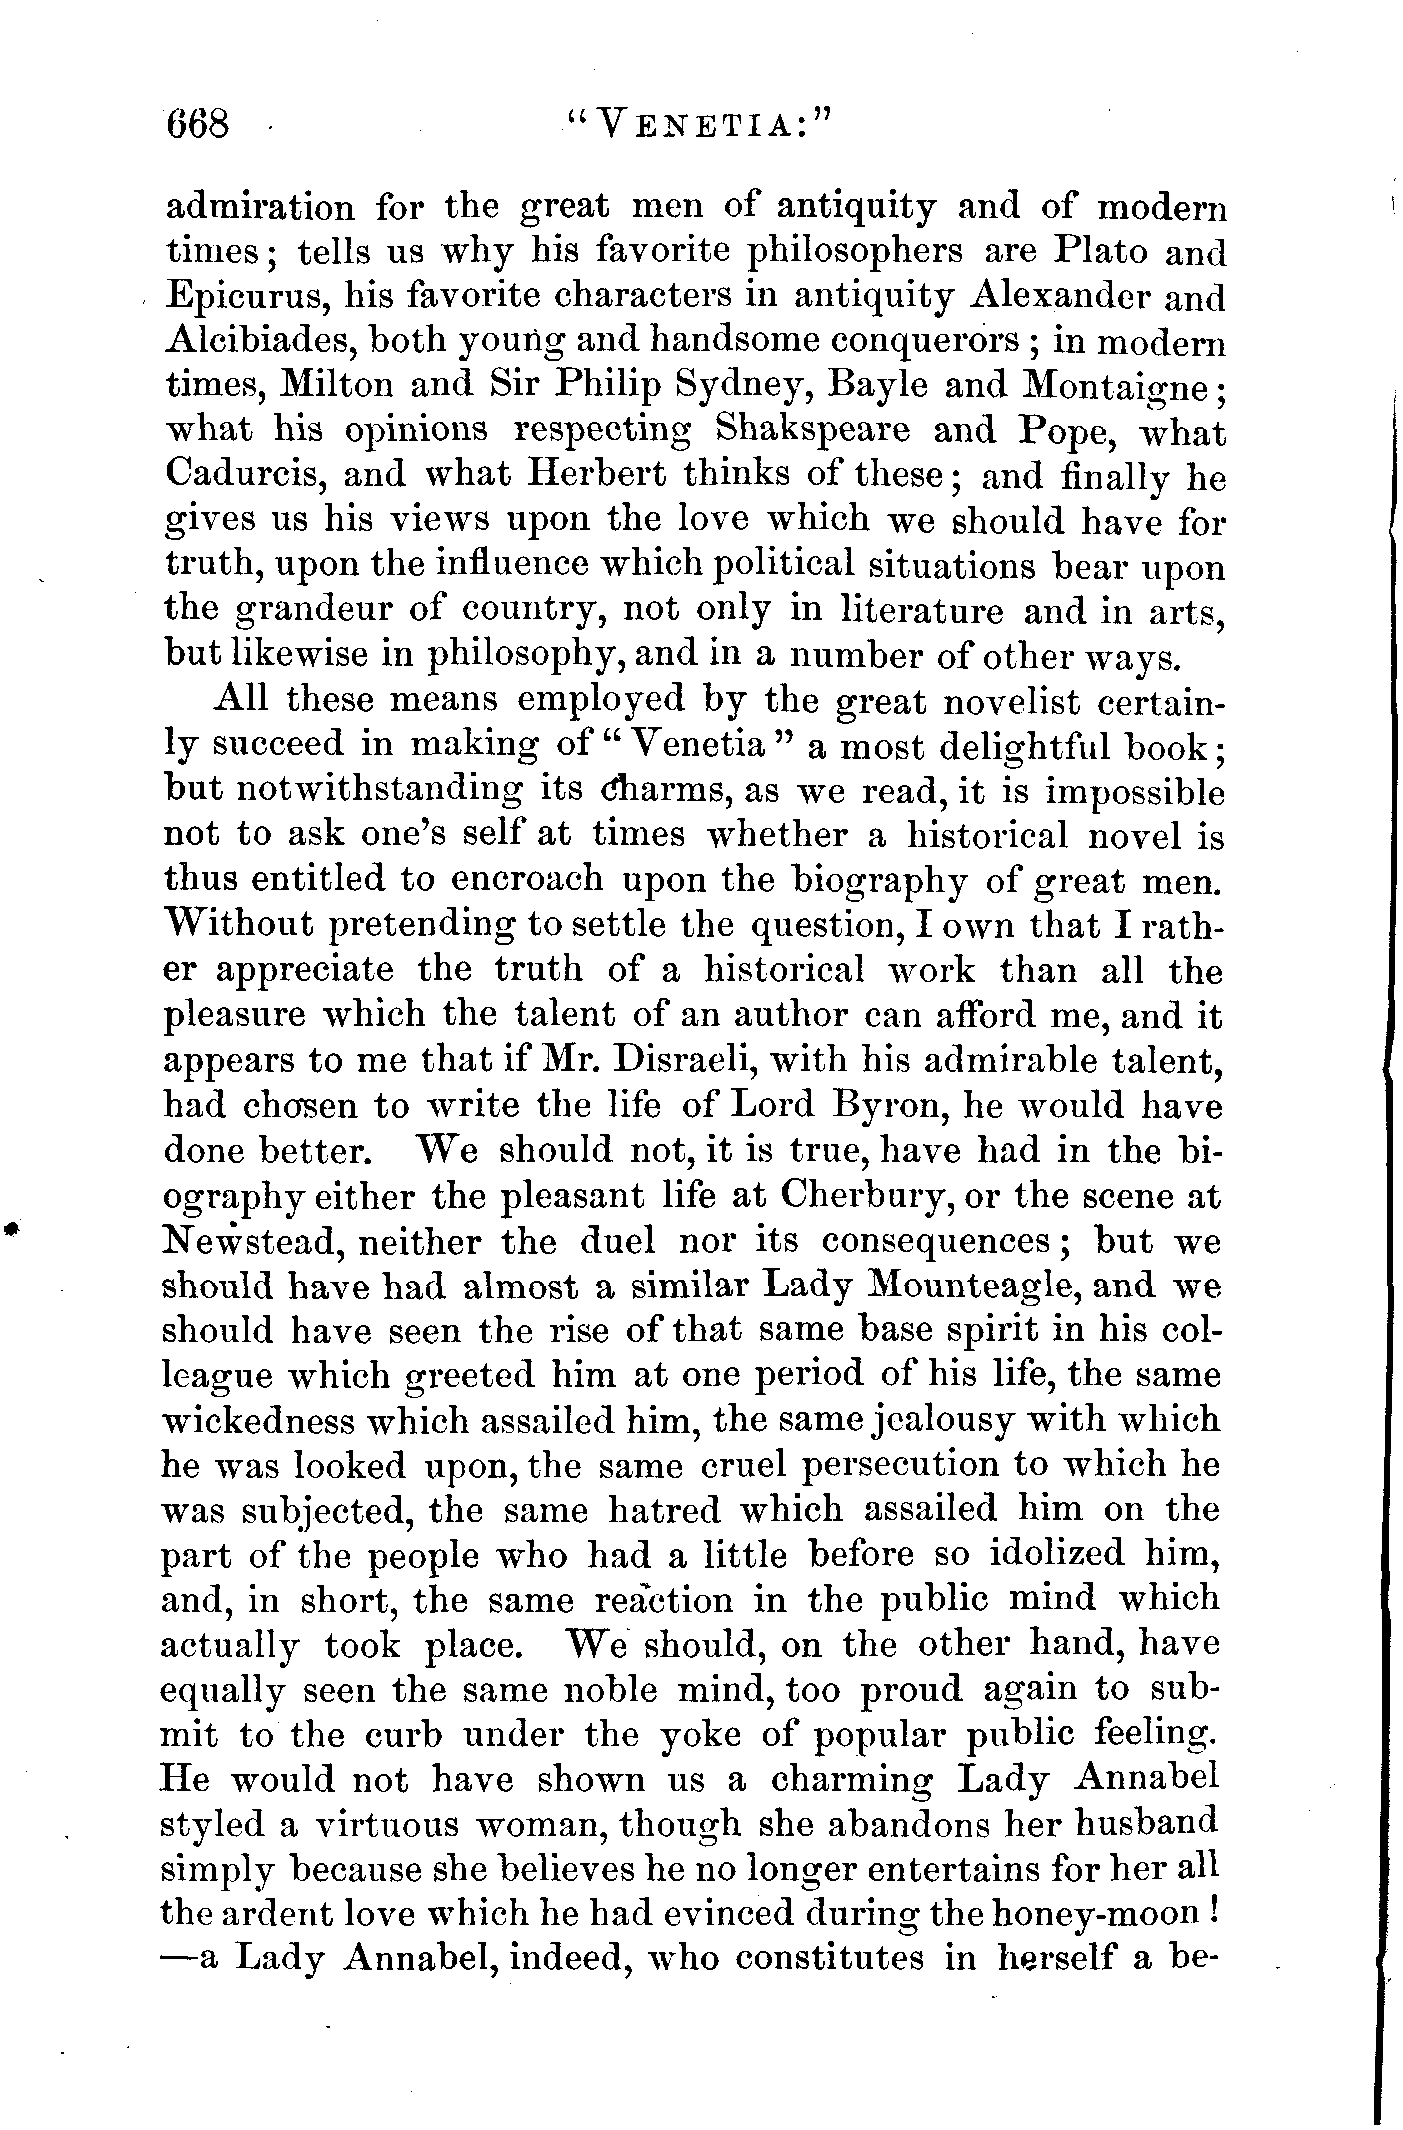 668 "VENETIA:"
admiration for the great men of antiquity and of modern
times; tells us why his favorite philosophers are Plato and
Epicurus, his favorite characters in antiquity Alexander and
Alcibiades, both young and handsome conquerors; in modern
times, Milton and Sir Philip Sydney, Bayle and Montaigne;
what his opinions respecting Shakspeare and Pope, what
Cadurcis, and what Herbert thinks of these; and finally he
gives us his views upon the love which we should have for
truth, upon the influence which political situations bear upon
the grandeur of country, not only in literature and in arts,
but likewise in philosophy, and in a number of other ways.
All these means employed by the great novelist certain-
ly succeed in making of "Venetia" a most delightful book;
but notwithstanding its charms, as we read, it is impossible
not to ask one's self at times whether a historical novel is
thus entitled to encroach upon the biography of great men.
Without pretending to settle the question, I own that I rath-
er appreciate the truth of a historical work than all the
pleasure which the talent of an author can afford me, and it
appears to me that if Mr. Disraeli, with his admirable talent,
had chosen to write the life of Lord Byron, he would have
done better. We should not, it is true, have had in the bi-
ography either the pleasant life at Cherbury, or the scene at
Newstead, neither the duel nor its consequences; but we
should have had almost a similar Lady Mounteagle, and we
should have seen the rise of that same base spirit in his col-
league which greeted him at one period of his life, the same
wickedness which assailed him, the same jealousy with which
he was looked upon, the same cruel persecution to which he
was subjected, the same hatred which assailed him on the
part of the people who had a little before so idolized him,
and, in short, the same reaction in the public mind which
actually took place. We should, on the other hand, have
equally seen the same noble mind, too proud again to sub-
mit to the curb under the yoke of popular public feeling.
He would not have shown us a charming Lady Annabel
styled a virtuous woman, though she abandons her husband
simply because she believes he no longer entertains for her all
the ardent love which he had evinced during the honey-moon!
—a Lady Annabel, indeed, who constitutes in herself a be-